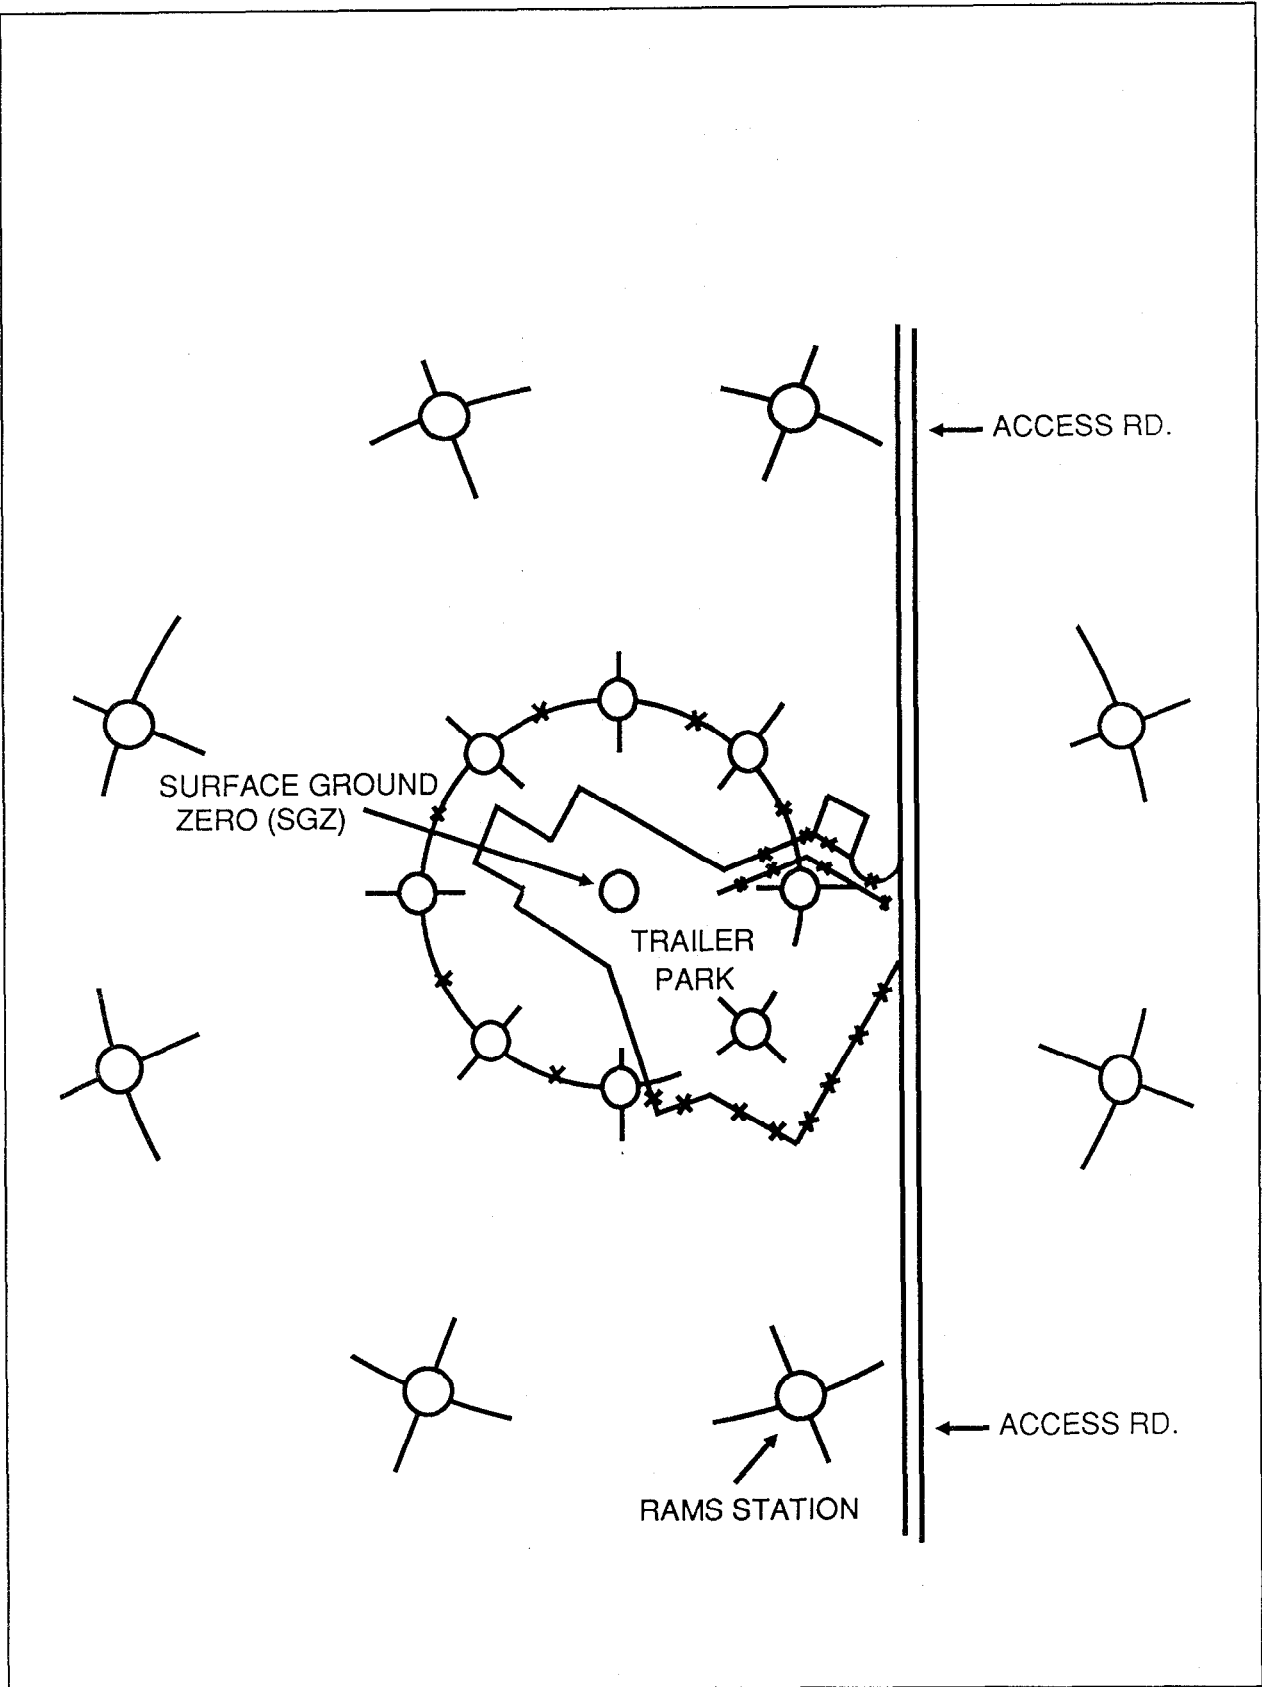 ACCESS RD.
SURFACE GROUND
ZERO (SGZ)
TRAILER
PARK
ACCESS RD.
RAMS STATION